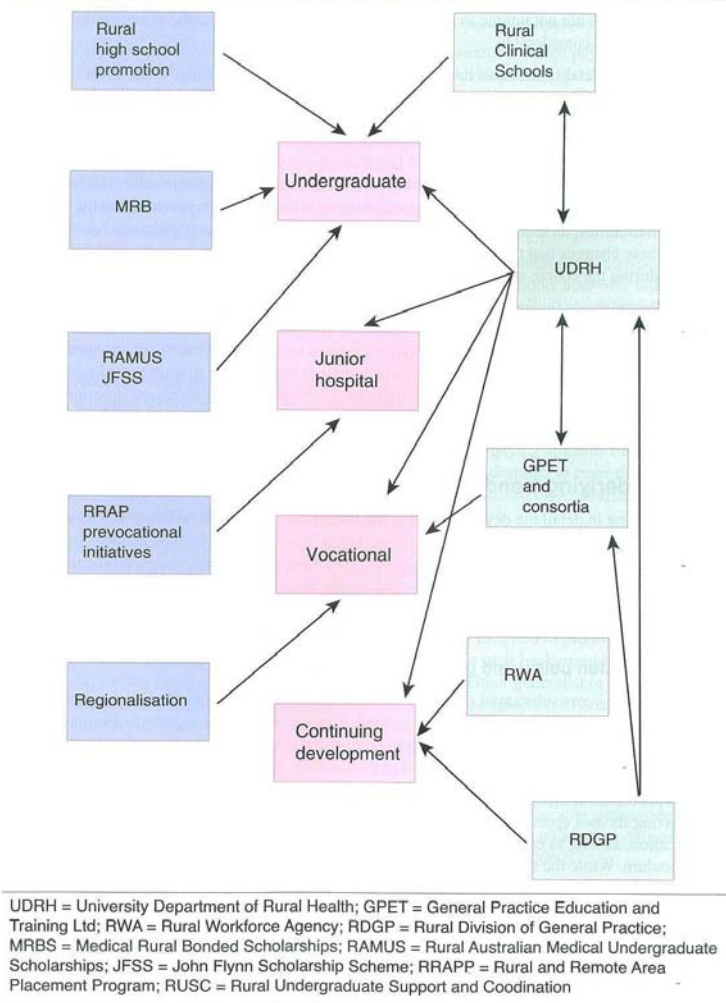 Rural
high school
promotion
Rural
Clinical
Schools
Undergraduate
MRB
UDRH
RAMUS
JFSS
Junior
hospital
GPET
and
consortia
RRAP
prevocational
initiatives
Vocational
RWA
Regionalisation
Continuing
development
RDGP
UDRH = University Department of Rural Health; GPET = General Practice Education and
Training Ltd; RWA = Rural Workforce Agency; RDGP = Rural Division of General Practice;
MRBS = Medical Rural Bonded Scholarships; RAMUS = Rural Australian Medical Undergraduate
Scholarships; JFSS = John Flynn Scholarship Scheme; RRAPP = Rural and Remote Area
Placement Program; RUSC = Rural Undergraduate Support and Coodination